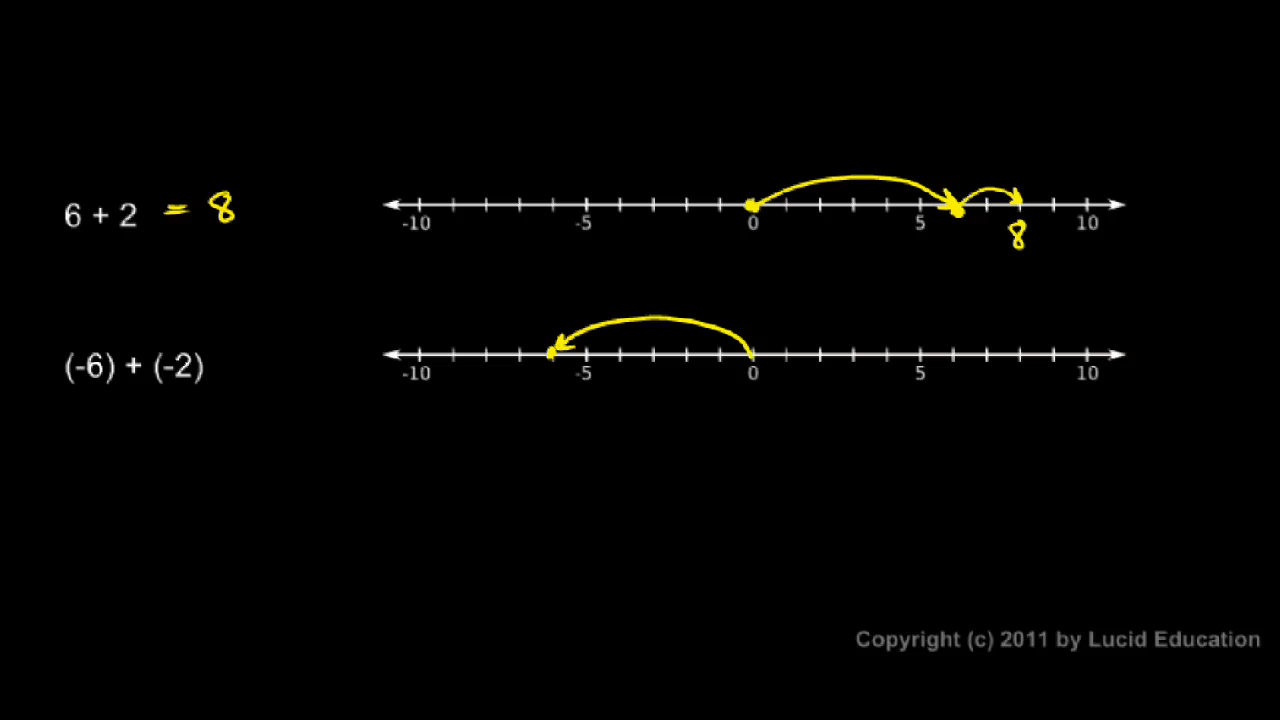 6 + 2 = 8
-10 -5 0 5 10
8
(-6) + (-2)
-10 -5 0 5 10
Copyright (c) 2011 by Lucid Education